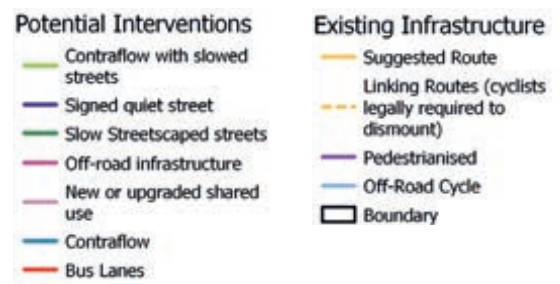 Potential Interventions
Contraflow with slowed
streets
Signed quiet street
Slow Streetscaped streets
Off-road infrastructure
New or upgraded shared
use
Contraflow
Bus Lanes
Existing Infrastructure
Suggested Route
Linking Routes (cyclists
legally required to
dismount)
Pedestrianised
Off-Road Cycle
Boundary